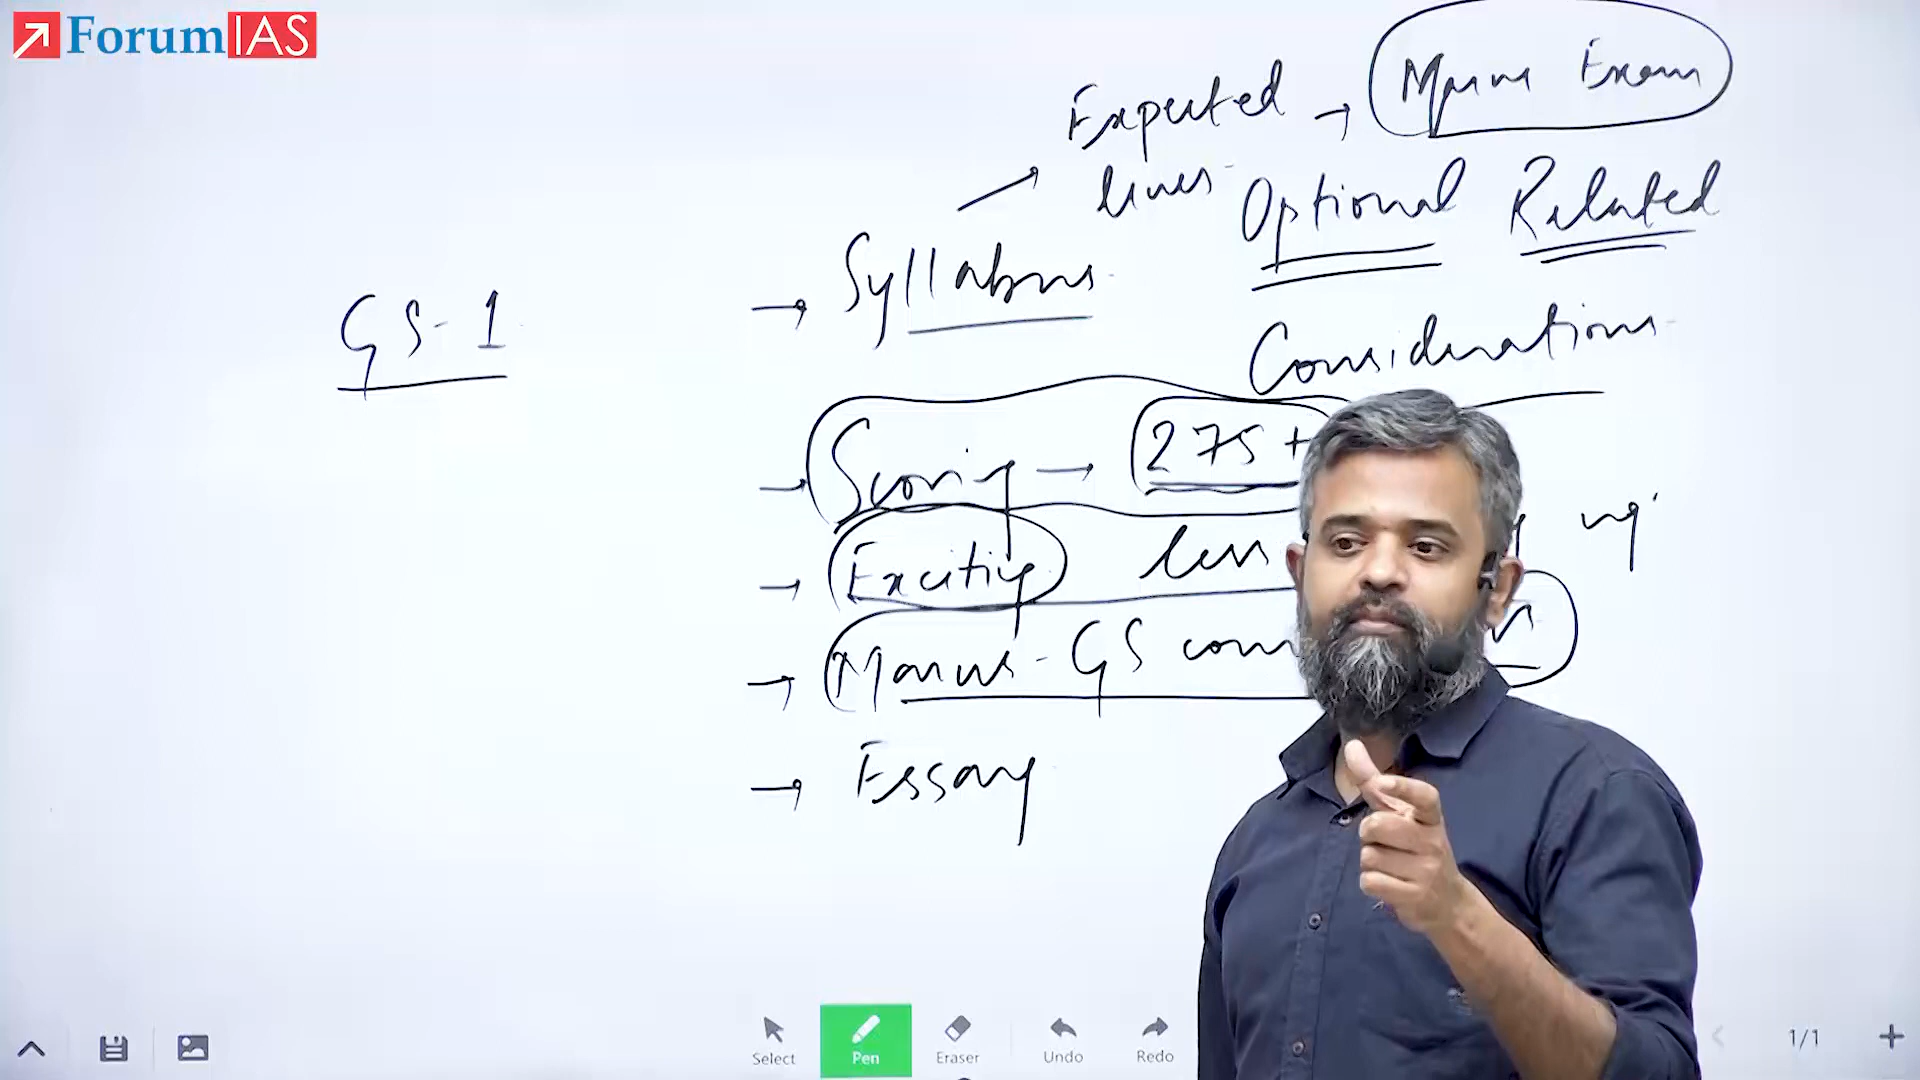 ForumIAS
Expected → Mains Exam
lines
Optional Related
→ Syllabus
GS-1
Considerations
→ Scoring → 275+
→ Exciting less
→ Mains - GS
→ Essay
Select
Pen
Eraser
Undo
Redo
1/1